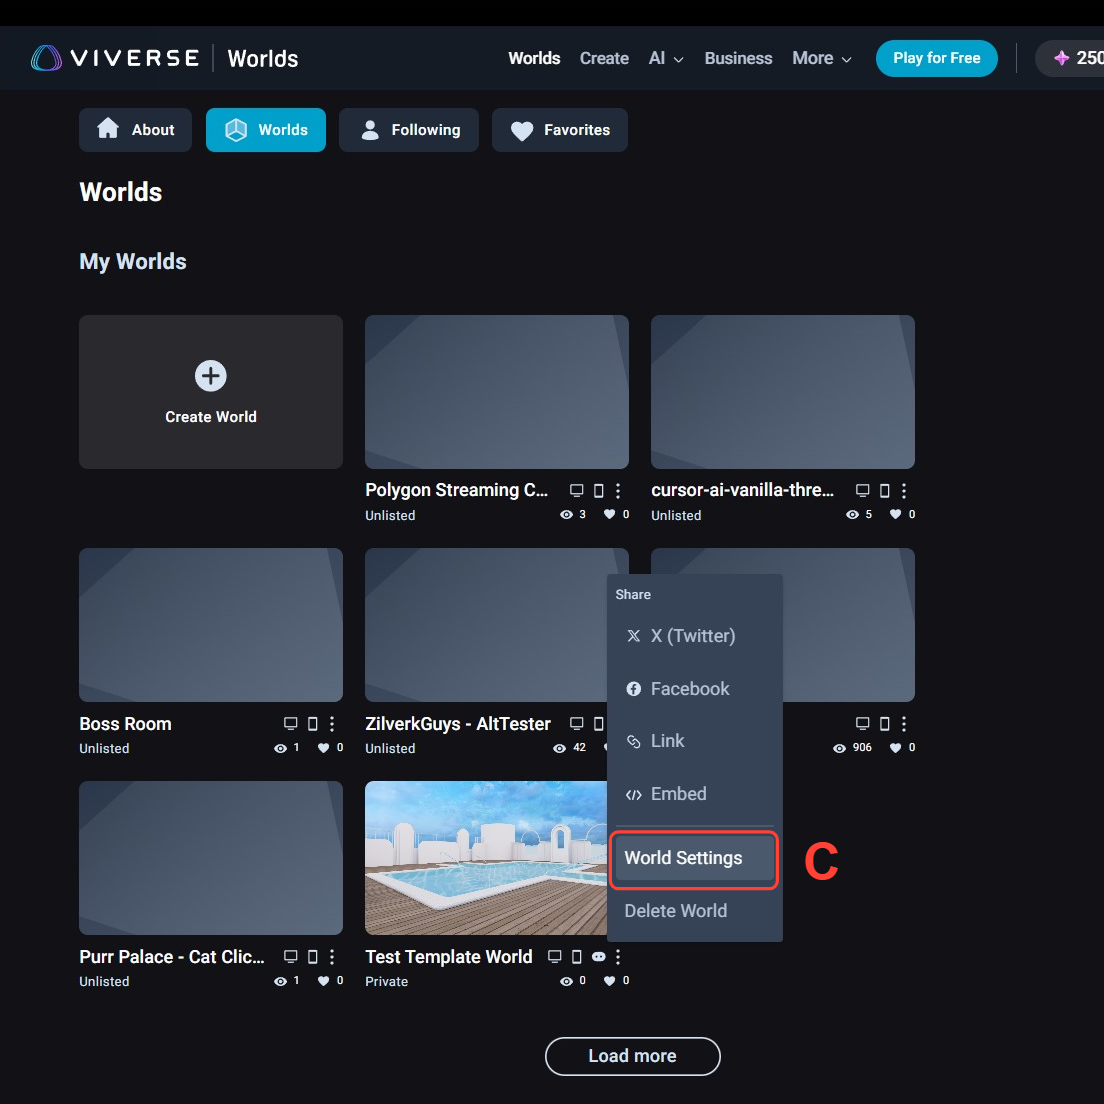 VIVERSE | Worlds
Worlds Create AI Business More Play for Free 250
About Worlds Following Favorites
Worlds
My Worlds
Create World
Polygon Streaming C...
Unlisted 3 0
cursor-ai-vanilla-thre...
Unlisted 5 0
Boss Room
Unlisted 1 0
ZilverkGuys - AltTester
Unlisted 42
906 0
Share
X (Twitter)
Facebook
Link
Embed
World Settings
C
Delete World
Purr Palace - Cat Clic...
Unlisted 1 0
Test Template World
Private 0 0
Load more